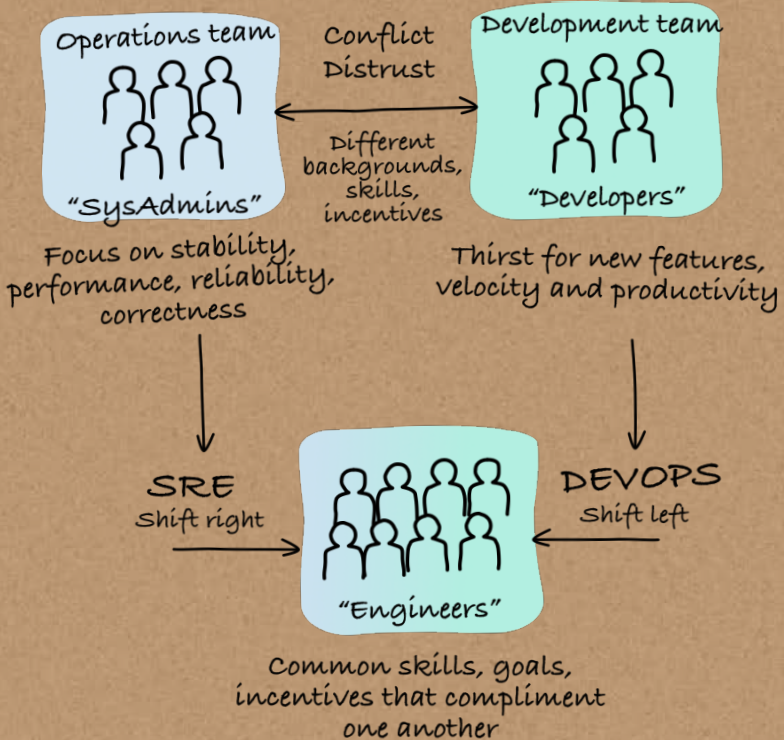 Operations team
"SysAdmins"
Conflict
Distrust
Different
backgrounds,
skills,
incentives
Development team
"Developers"
Focus on stability,
performance, reliability,
correctness
Thirst for new features,
velocity and productivity
SRE
Shift right
DEVOPS
Shift left
"Engineers"
Common skills, goals,
incentives that compliment
one another